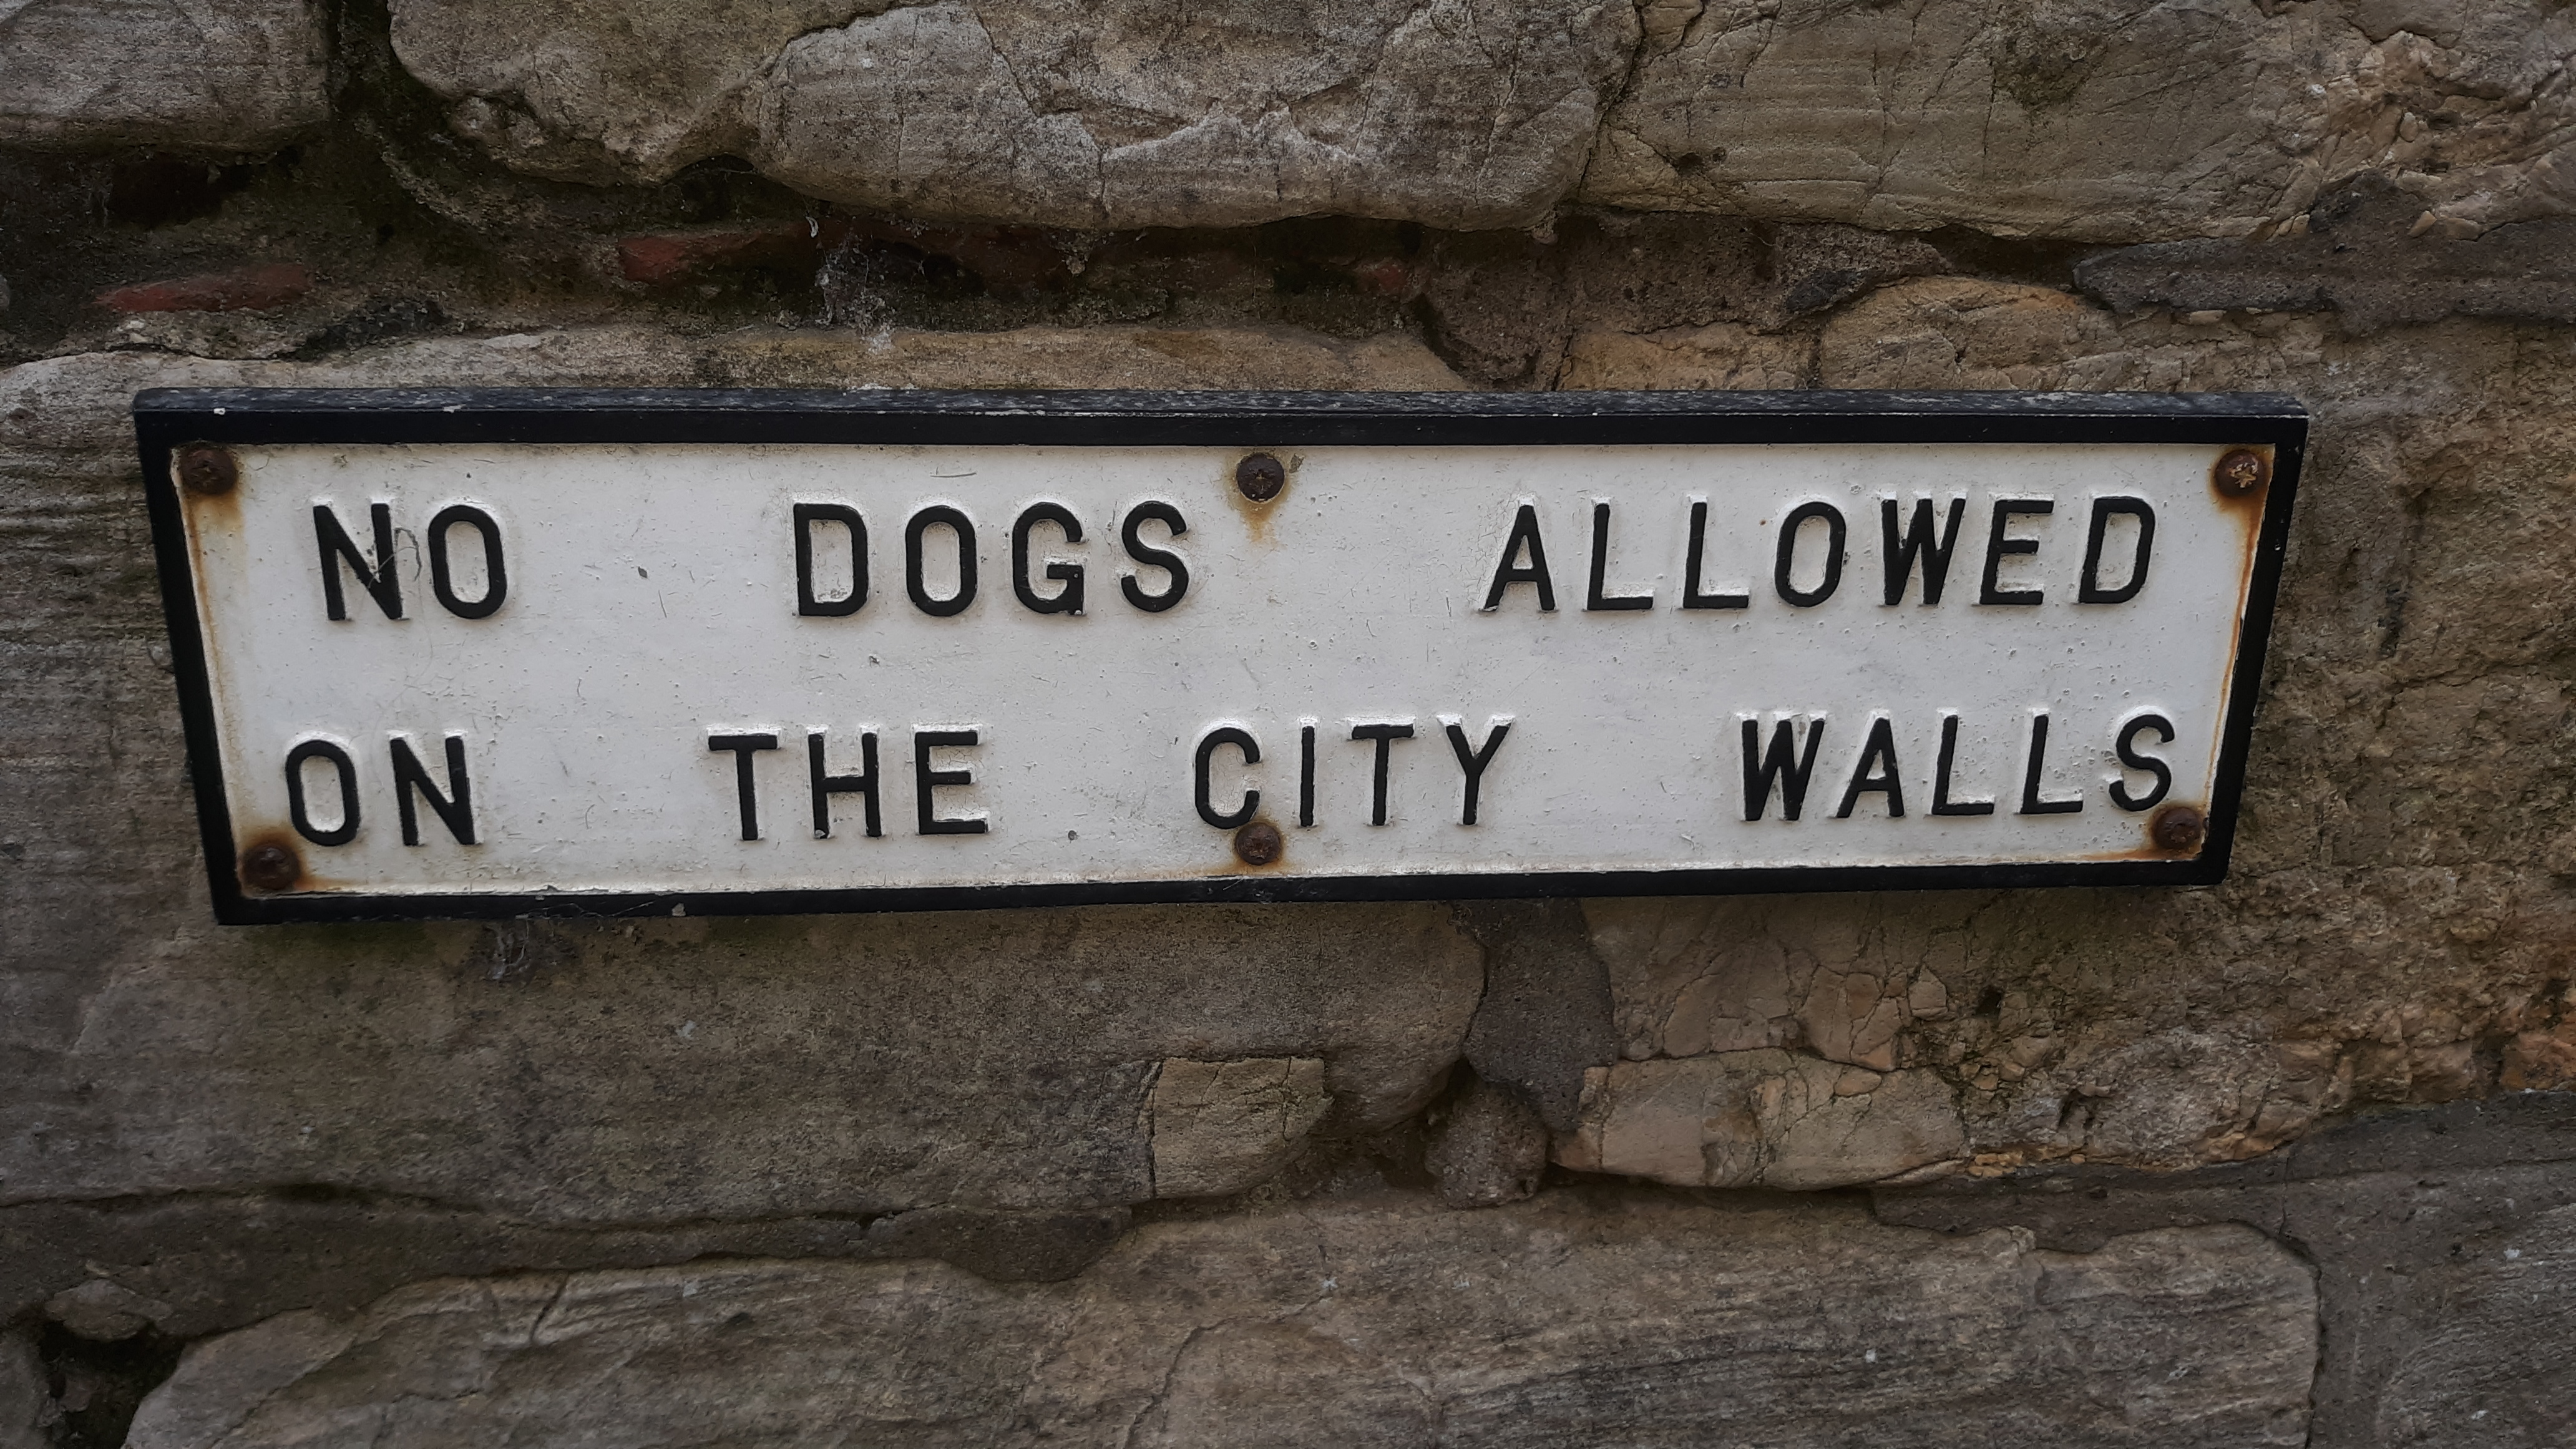 NO DOGS ALLOWED
ON THE CITY WALLS